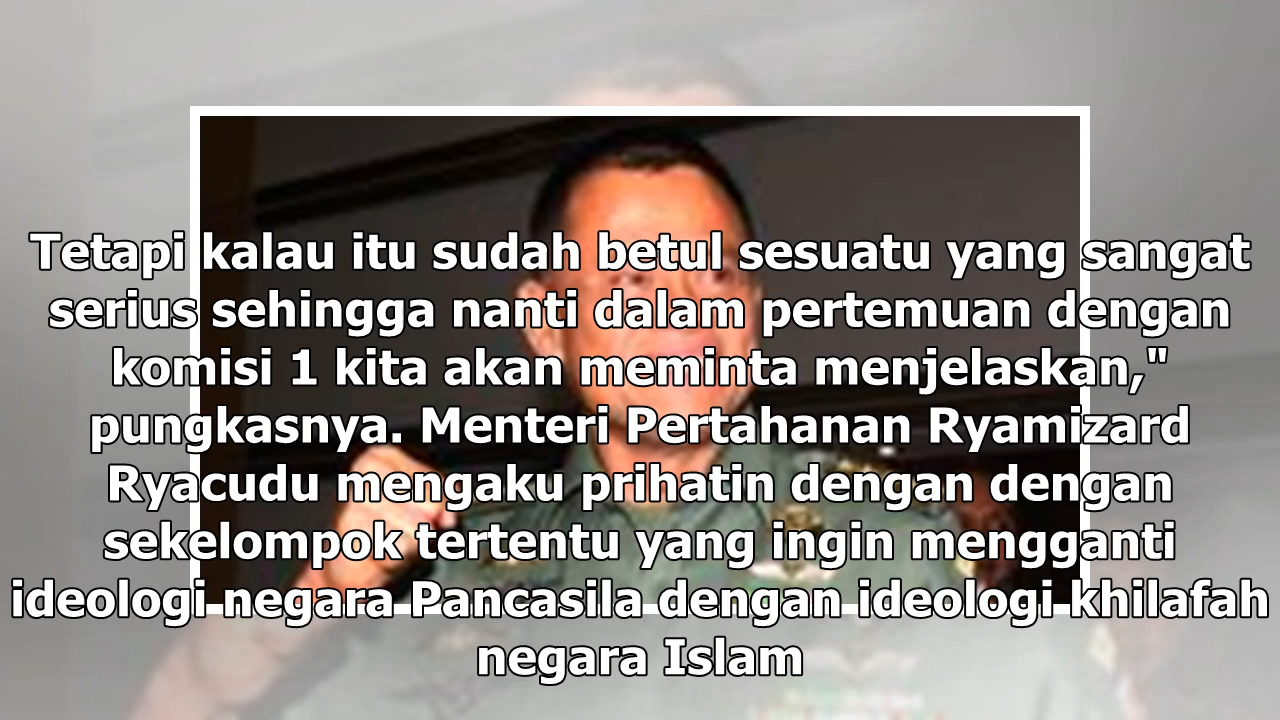 Tetapi kalau itu sudah betul sesuatu yang sangat
serius sehingga nanti dalam pertemuan dengan
komisi 1 kita akan meminta menjelaskan,"
pungkasnya. Menteri Pertahanan Ryamizard
Ryacudu mengaku prihatin dengan dengan
sekelompok tertentu yang ingin mengganti
ideologi negara Pancasila dengan ideologi khilafah
negara Islam